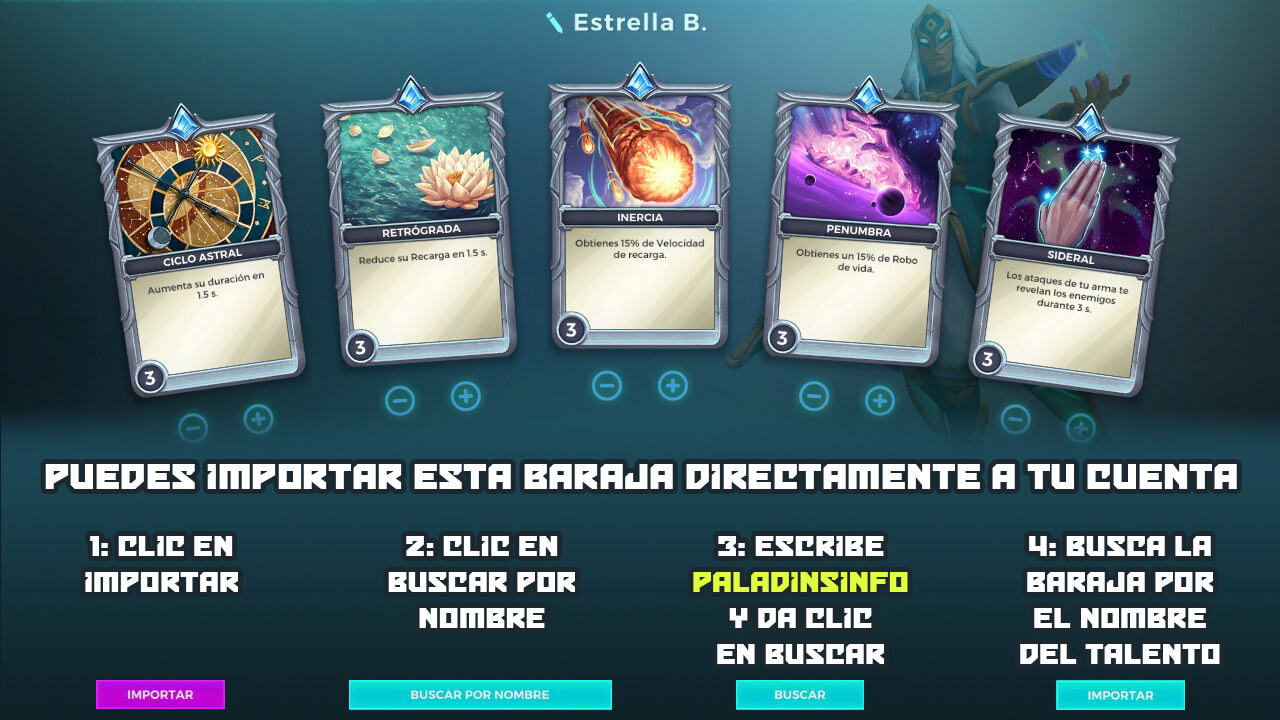 Estrella B.
CICLO ASTRAL
Aumenta su duración en
1.5 s.
3
RETRÓGRADA
Reduce su Recarga en 1.5 s.
3
INERCIA
Obtienes 15% de Velocidad
de recarga.
3
PENUMBRA
Obtienes un 15% de Robo
de vida.
3
SIDERAL
Los ataques de tu arma te
revelan los enemigos
durante 3 s.
3
PUEDES IMPORTAR ESTA BARAJA DIRECTAMENTE A TU CUENTA
1: CLIC EN
IMPORTAR
IMPORTAR
2: CLIC EN
BUSCAR POR
NOMBRE
BUSCAR POR NOMBRE
3: ESCRIBE
PALADINSINFO
Y DA CLIC
EN BUSCAR
BUSCAR
4: BUSCA LA
BARAJA POR
EL NOMBRE
DEL TALENTO
IMPORTAR